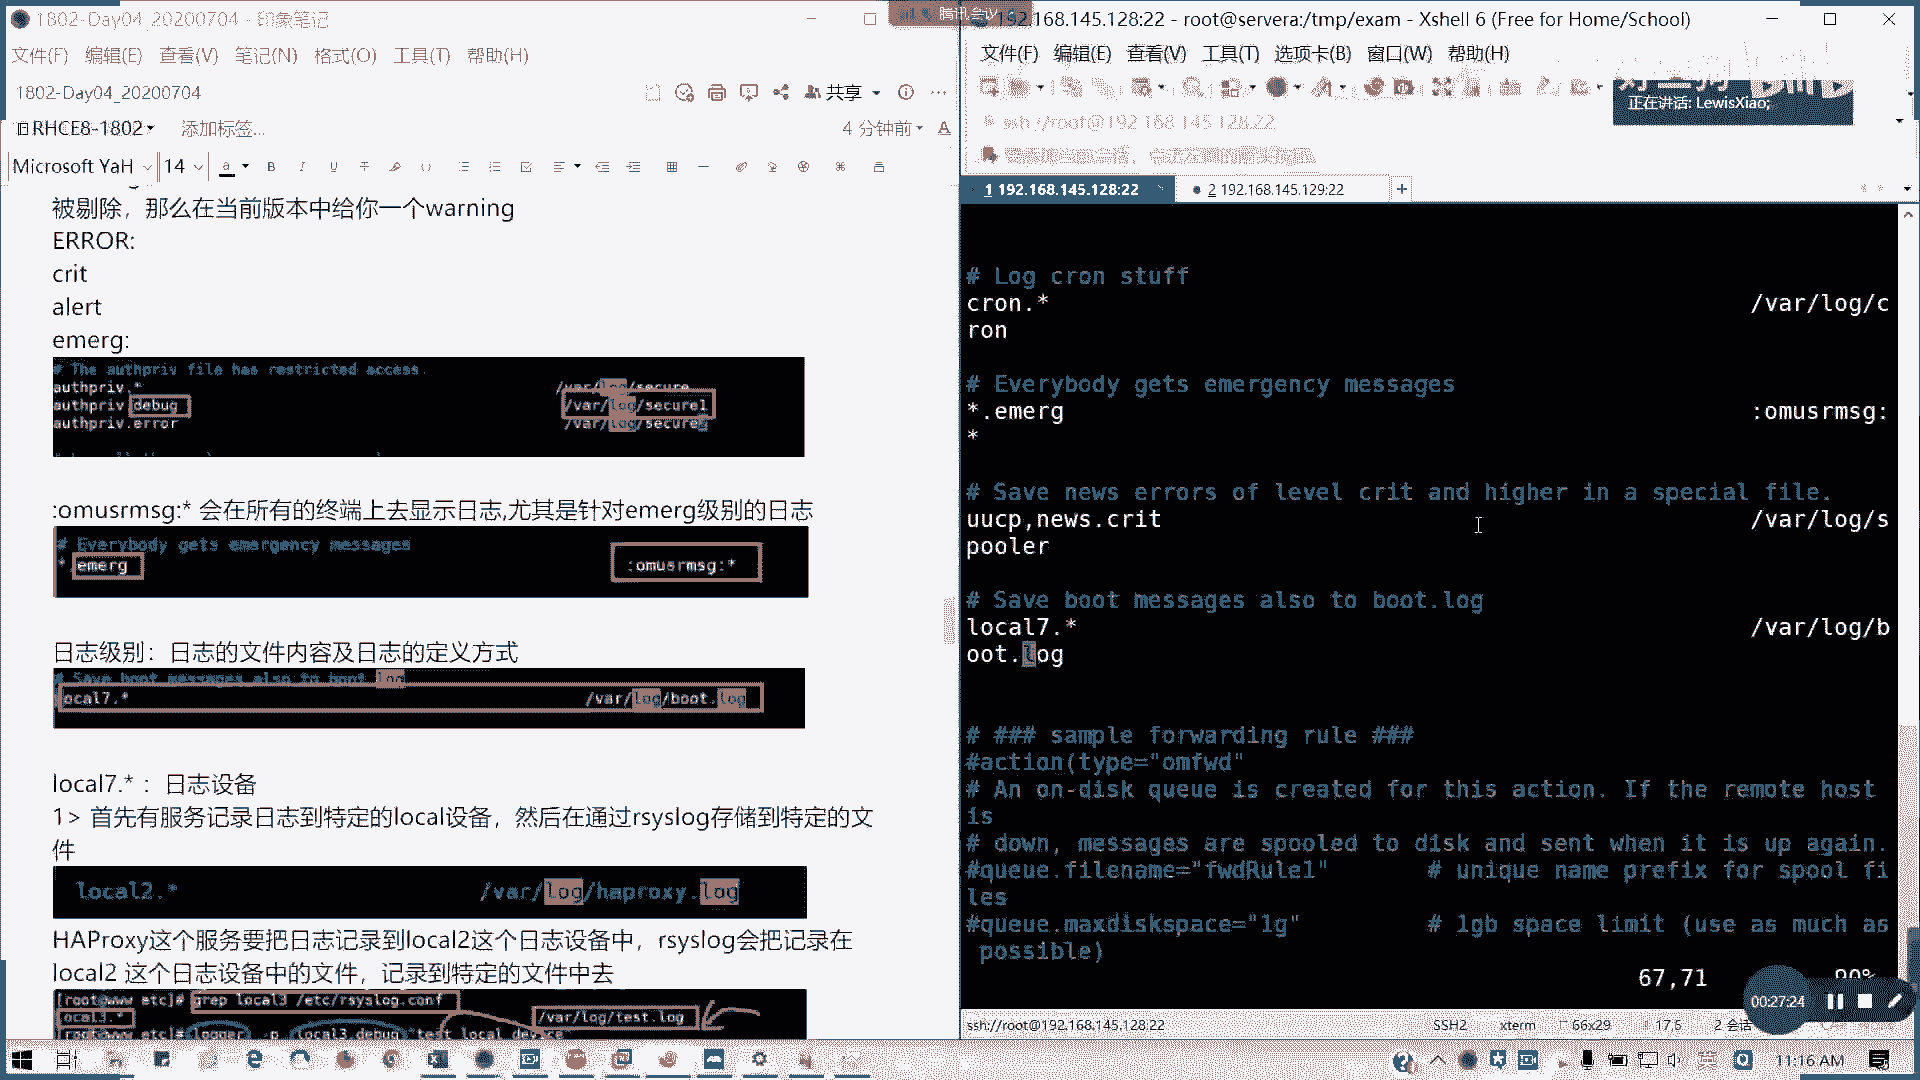 1802-Day04_20200704 - 印象笔记
文件(F) 编辑(E) 查看(V) 笔记(N) 格式(O) 工具(T) 帮助(H)
1802-Day04_20200704
共享
RHCE8-1802
添加标签...
4 分钟前
Microsoft YaH
14
被剔除，那么在当前版本中给你一个warning
ERROR:
crit
alert
emerg:
# The authpriv file has restricted access.
authpriv.* /var/log/secure
authpriv.debug /var/log/secure1
authpriv.error
:omusrmsg:* 会在所有的终端上去显示日志,尤其是针对emerg级别的日志
# Everybody gets emergency messages
*.emerg :omusrmsg:*
日志级别：日志的文件内容及日志的定义方式
# Save boot messages also to boot.log
local7.* /var/log/boot.log
local7.* ：日志设备
1> 首先有服务记录日志到特定的local设备，然后在通过rsyslog存储到特定的文
件
local2.* /var/log/haproxy.log
HAProxy这个服务要把日志记录到local2这个日志设备中，rsyslog会把记录在
local2 这个日志设备中的文件，记录到特定的文件中去
[root@www etc]# grep local3 /etc/rsyslog.conf
local3.* /var/log/test.log
[root@www etc]# logger -p local3.debug "test local device
腾讯会议
192.168.145.128:22 - root@servera:/tmp/exam - Xshell 6 (Free for Home/School)
文件(F) 编辑(E) 查看(V) 工具(T) 选项卡(B) 窗口(W) 帮助(H)
正在讲话: LewisXiao;
ssh://root@192.168.145.128:22
1 192.168.145.128:22
2 192.168.145.129:22
# Log cron stuff
cron.* /var/log/c
ron
# Everybody gets emergency messages
*.emerg :omusrmsg:
*
# Save news errors of level crit and higher in a special file.
uucp,news.crit /var/log/s
pooler
# Save boot messages also to boot.log
local7.* /var/log/b
oot.log
# ### sample forwarding rule ###
#action(type="omfwd"
# An on-disk queue is created for this action. If the remote host
is
# down, messages are spooled to disk and sent when it is up again.
#queue.filename="fwdRule1" # unique name prefix for spool fi
les
#queue.maxdiskspace="1g" # 1gb space limit (use as much as
possible)
67,71 90%
00:27:24
ssh://root@192.168.145.128:22
SSH2
xterm
66x29
17,6
2 会话
11:16 AM